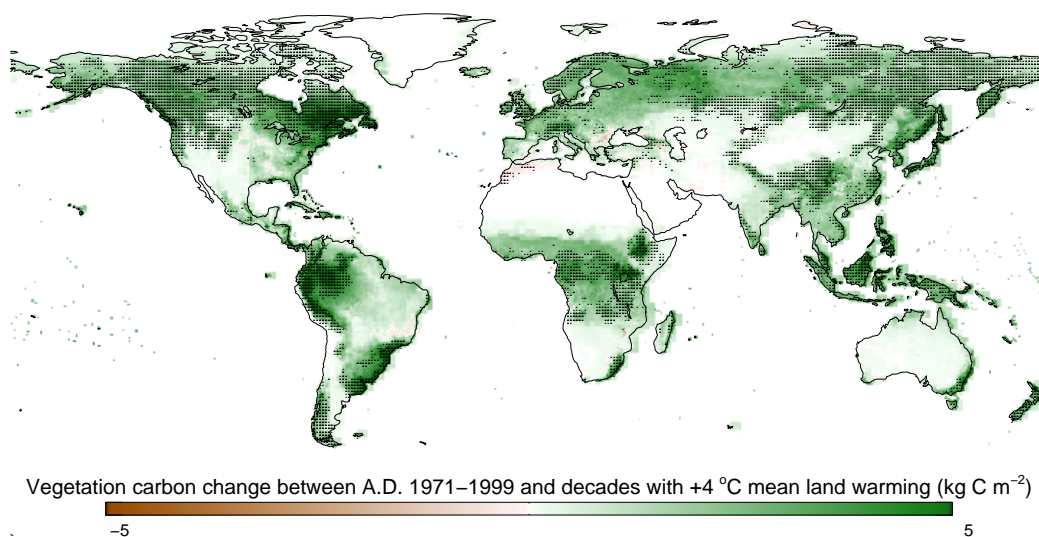 Vegetation carbon change between A.D. 1971−1999 and decades with +4 °C mean land warming (kg C m⁻²)
−5 5